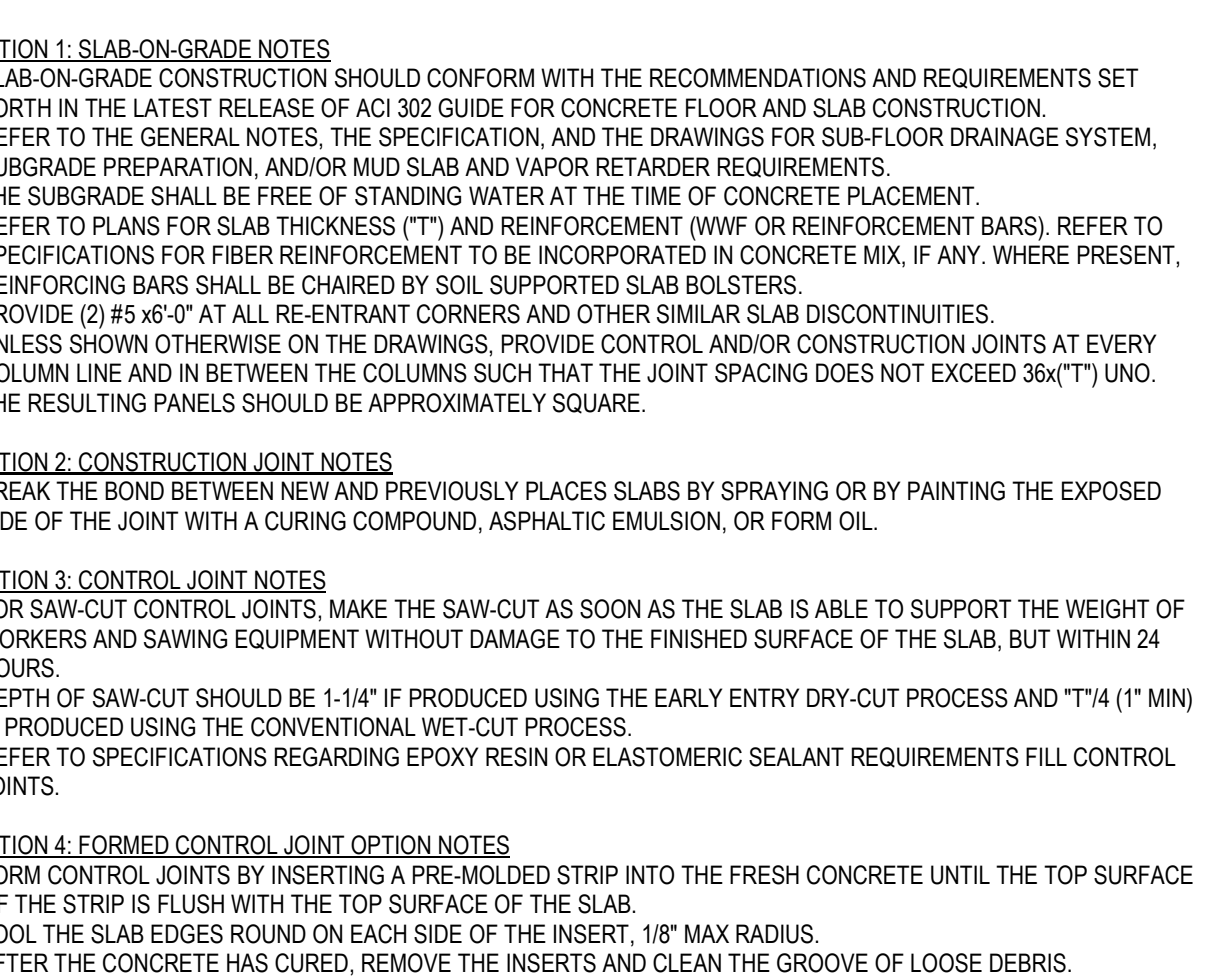 TION 1: SLAB-ON-GRADE NOTES
LAB-ON-GRADE CONSTRUCTION SHOULD CONFORM WITH THE RECOMMENDATIONS AND REQUIREMENTS SET
ORTH IN THE LATEST RELEASE OF ACI 302 GUIDE FOR CONCRETE FLOOR AND SLAB CONSTRUCTION.
EFER TO THE GENERAL NOTES, THE SPECIFICATION, AND THE DRAWINGS FOR SUB-FLOOR DRAINAGE SYSTEM,
UBGRADE PREPARATION, AND/OR MUD SLAB AND VAPOR RETARDER REQUIREMENTS.
HE SUBGRADE SHALL BE FREE OF STANDING WATER AT THE TIME OF CONCRETE PLACEMENT.
EFER TO PLANS FOR SLAB THICKNESS ("T") AND REINFORCEMENT (WWF OR REINFORCEMENT BARS). REFER TO
PECIFICATIONS FOR FIBER REINFORCEMENT TO BE INCORPORATED IN CONCRETE MIX, IF ANY. WHERE PRESENT,
EINFORCING BARS SHALL BE CHAIRED BY SOIL SUPPORTED SLAB BOLSTERS.
ROVIDE (2) #5 x6'-0" AT ALL RE-ENTRANT CORNERS AND OTHER SIMILAR SLAB DISCONTINUITIES.
NLESS SHOWN OTHERWISE ON THE DRAWINGS, PROVIDE CONTROL AND/OR CONSTRUCTION JOINTS AT EVERY
OLUMN LINE AND IN BETWEEN THE COLUMNS SUCH THAT THE JOINT SPACING DOES NOT EXCEED 36x("T") UNO.
HE RESULTING PANELS SHOULD BE APPROXIMATELY SQUARE.
TION 2: CONSTRUCTION JOINT NOTES
REAK THE BOND BETWEEN NEW AND PREVIOUSLY PLACES SLABS BY SPRAYING OR BY PAINTING THE EXPOSED
DE OF THE JOINT WITH A CURING COMPOUND, ASPHALTIC EMULSION, OR FORM OIL.
TION 3: CONTROL JOINT NOTES
OR SAW-CUT CONTROL JOINTS, MAKE THE SAW-CUT AS SOON AS THE SLAB IS ABLE TO SUPPORT THE WEIGHT OF
ORKERS AND SAWING EQUIPMENT WITHOUT DAMAGE TO THE FINISHED SURFACE OF THE SLAB, BUT WITHIN 24
OURS.
EPTH OF SAW-CUT SHOULD BE 1-1/4" IF PRODUCED USING THE EARLY ENTRY DRY-CUT PROCESS AND "T"/4 (1" MIN)
PRODUCED USING THE CONVENTIONAL WET-CUT PROCESS.
EFER TO SPECIFICATIONS REGARDING EPOXY RESIN OR ELASTOMERIC SEALANT REQUIREMENTS FILL CONTROL
OINTS.
TION 4: FORMED CONTROL JOINT OPTION NOTES
ORM CONTROL JOINTS BY INSERTING A PRE-MOLDED STRIP INTO THE FRESH CONCRETE UNTIL THE TOP SURFACE
F THE STRIP IS FLUSH WITH THE TOP SURFACE OF THE SLAB.
OOL THE SLAB EDGES ROUND ON EACH SIDE OF THE INSERT, 1/8" MAX RADIUS.
FTER THE CONCRETE HAS CURED, REMOVE THE INSERTS AND CLEAN THE GROOVE OF LOOSE DEBRIS.